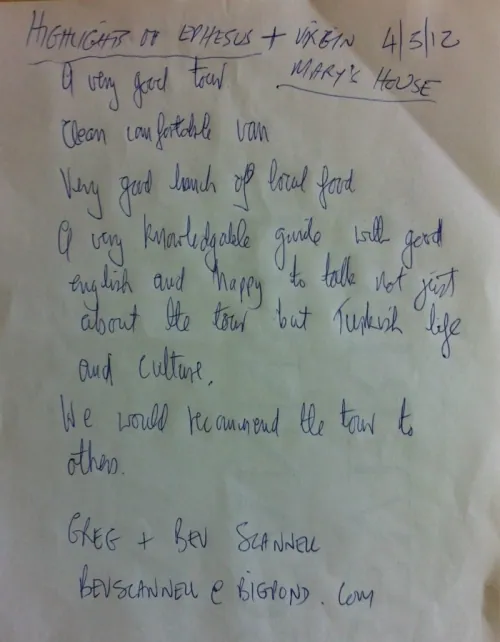 HIGHLIGHTS OF EPHESUS + VIRGIN 4/5/12
MARY'S HOUSE
A very good tour
Clean comfortable van
Very good lunch of local food
A very knowledgable guide with good
english and happy to talk not just
about the tour but Turkish life
and culture.
We would recommend the tour to
others.
GREG + BEV SCANNELL
BEVSCANNELL@BIGPOND.COM